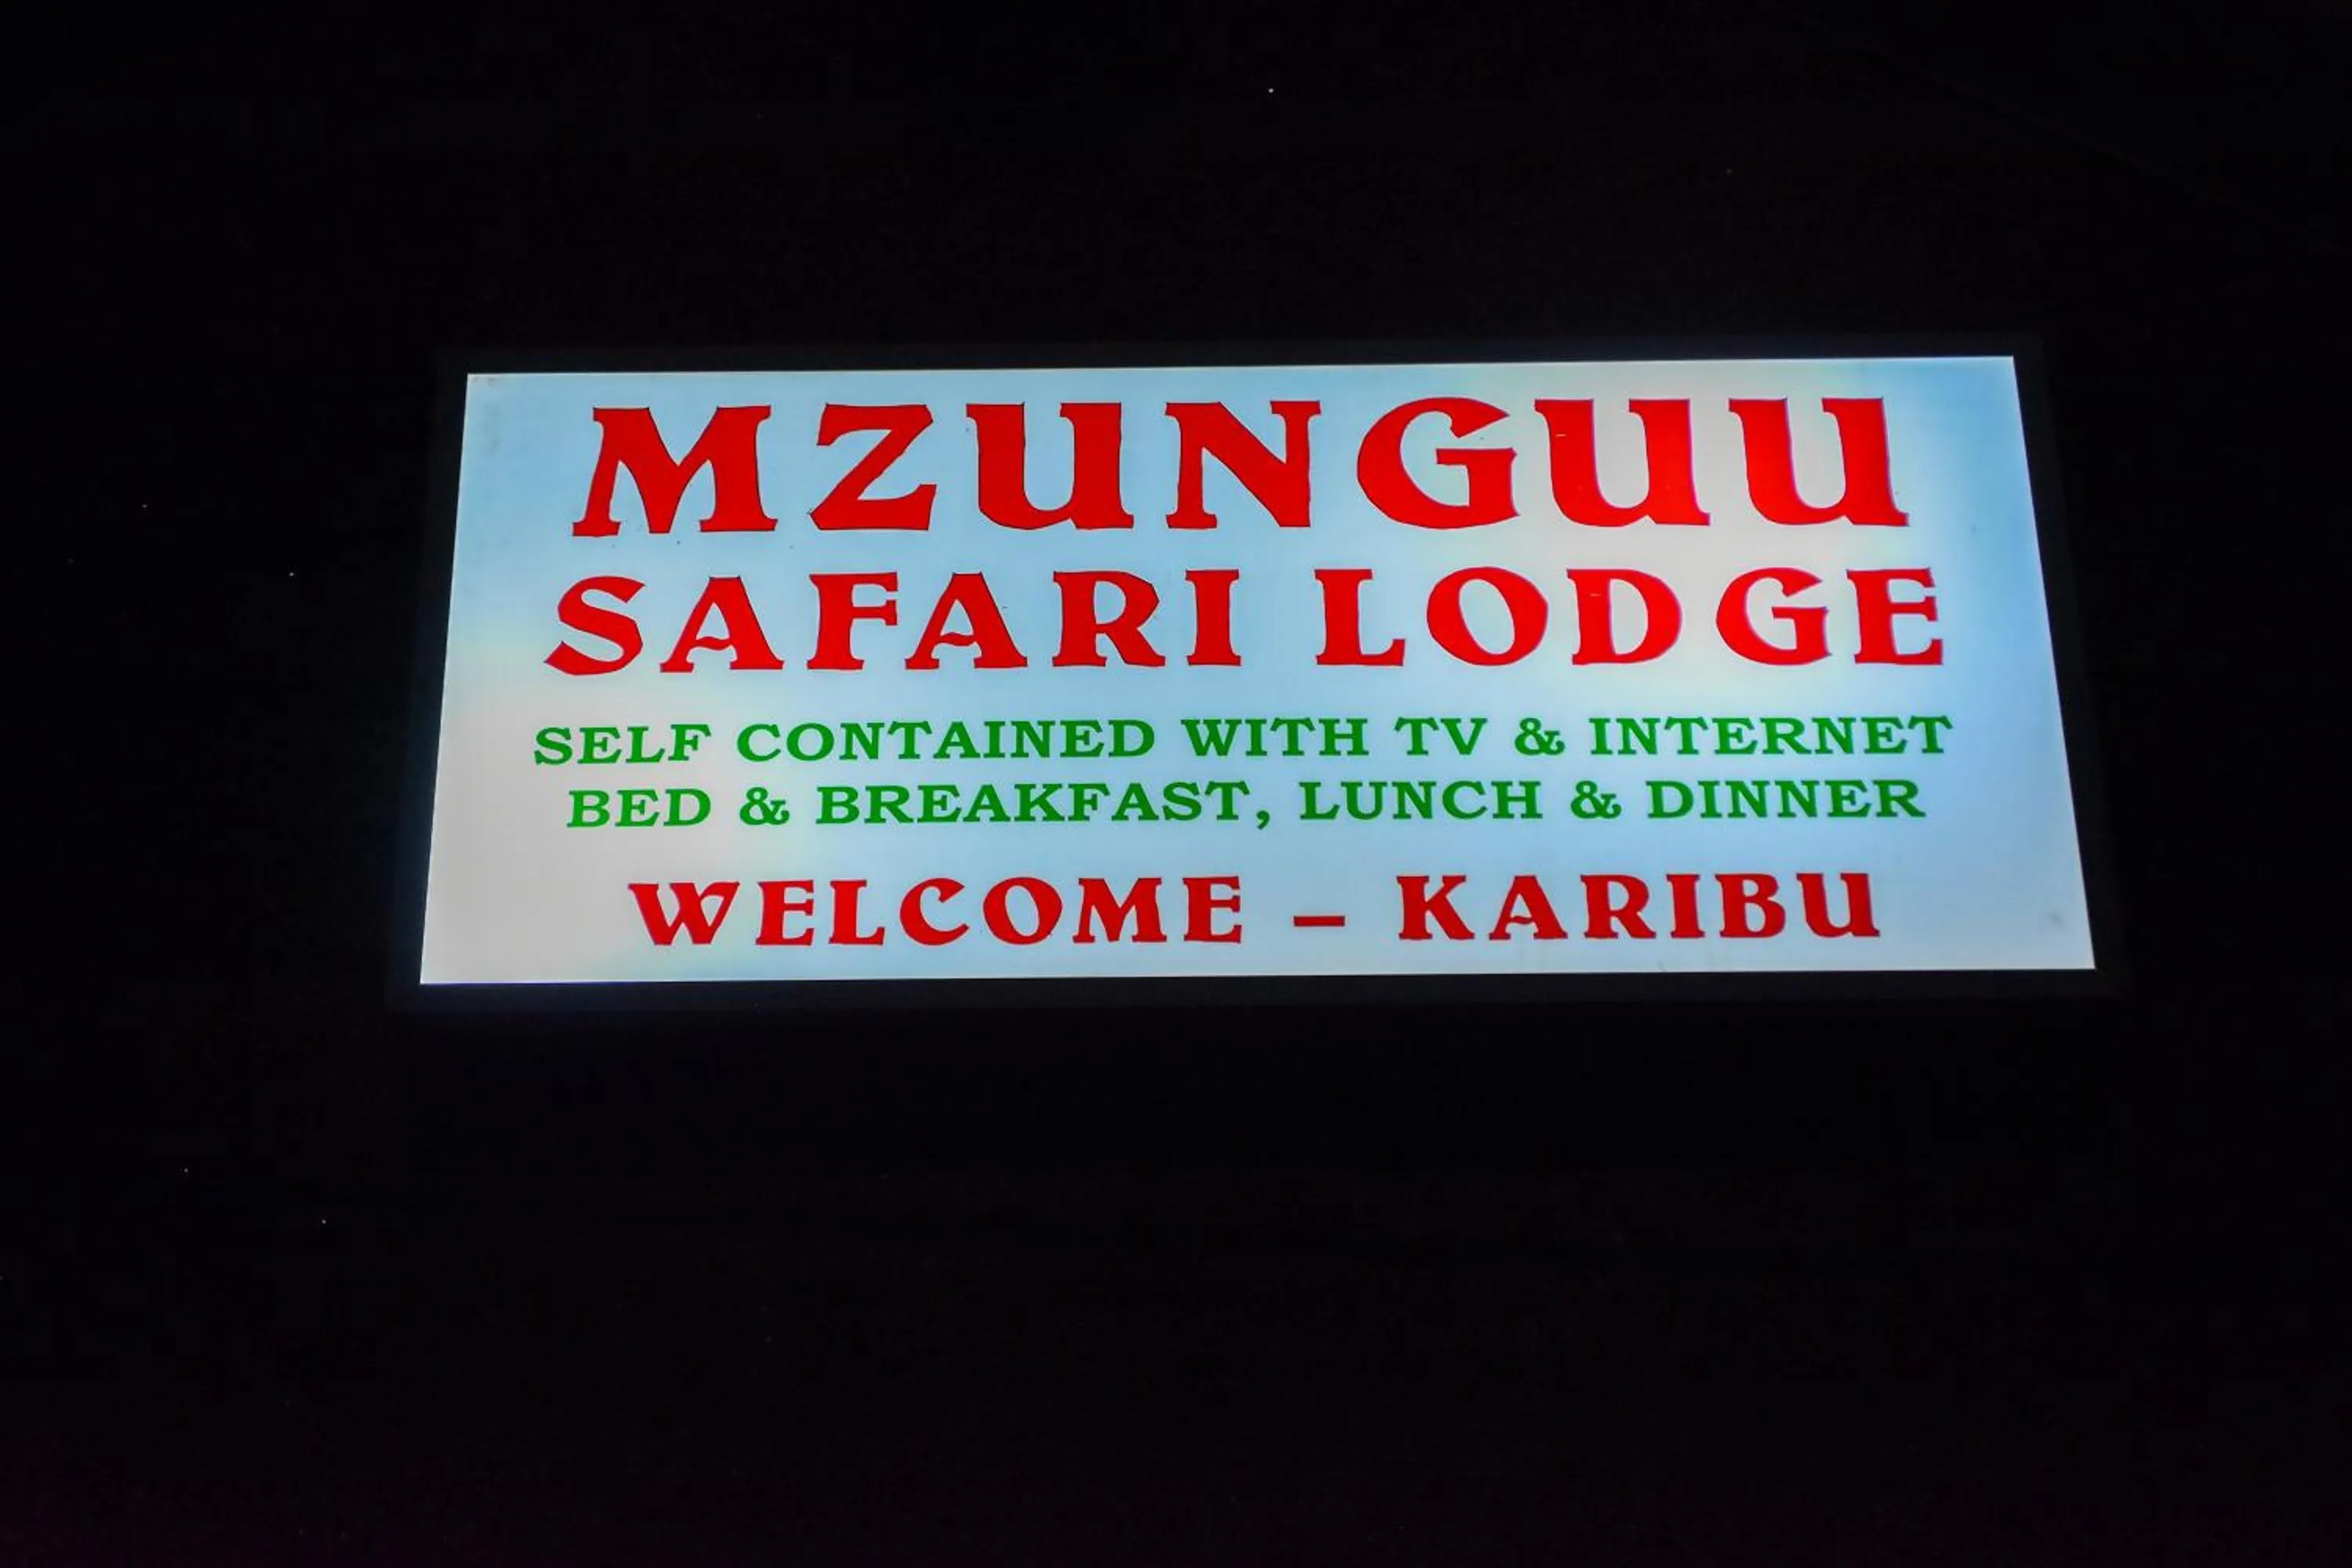 MZUNGUU
SAFARI LODGE
SELF CONTAINED WITH TV & INTERNET
BED & BREAKFAST, LUNCH & DINNER
WELCOME – KARIBU